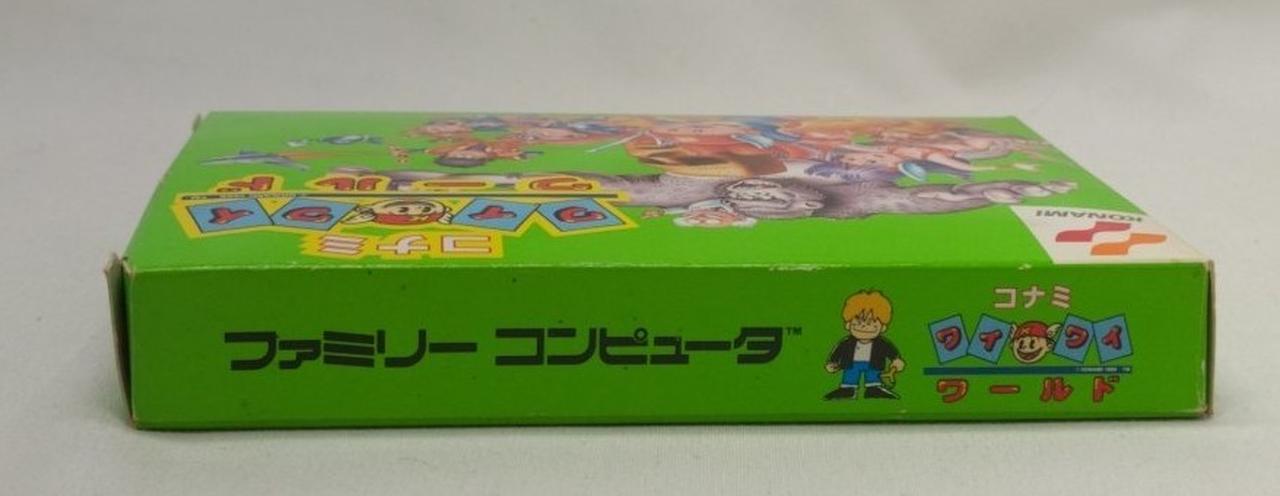 コナミ
ワイワイ
ワールド
KONAMI
ファミリー コンピュータ™
コナミ
ワイワイ
ワールド